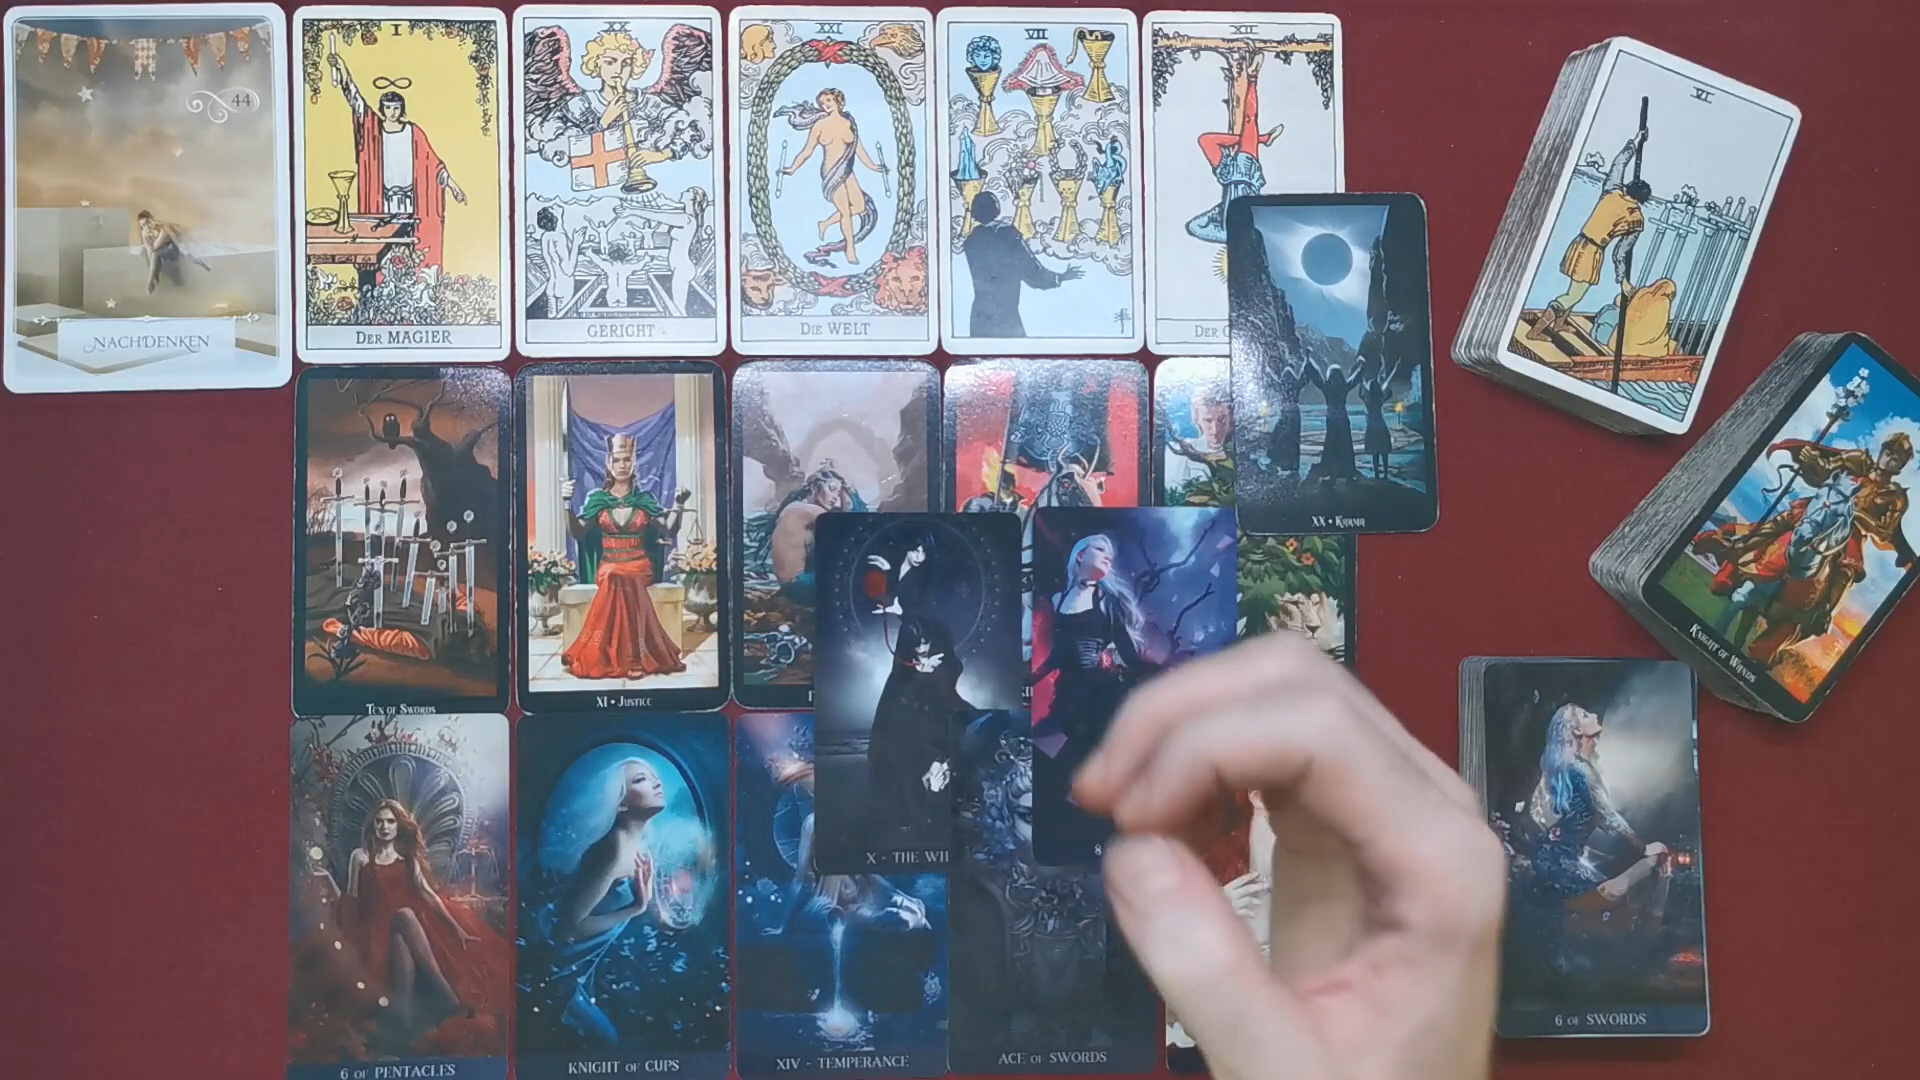 44
NACHDENKEN
I
DER MAGIER
XX
GERICHT
XXI
DIE WELT
VII
XII
DER
VI
XX • KARMA
TEN OF SWORDS
XI • JUSTICE
KNIGHT OF WANDS
X - THE
8
6 OF PENTACLES
KNIGHT OF CUPS
XIV - TEMPERANCE
ACE OF SWORDS
6 OF SWORDS